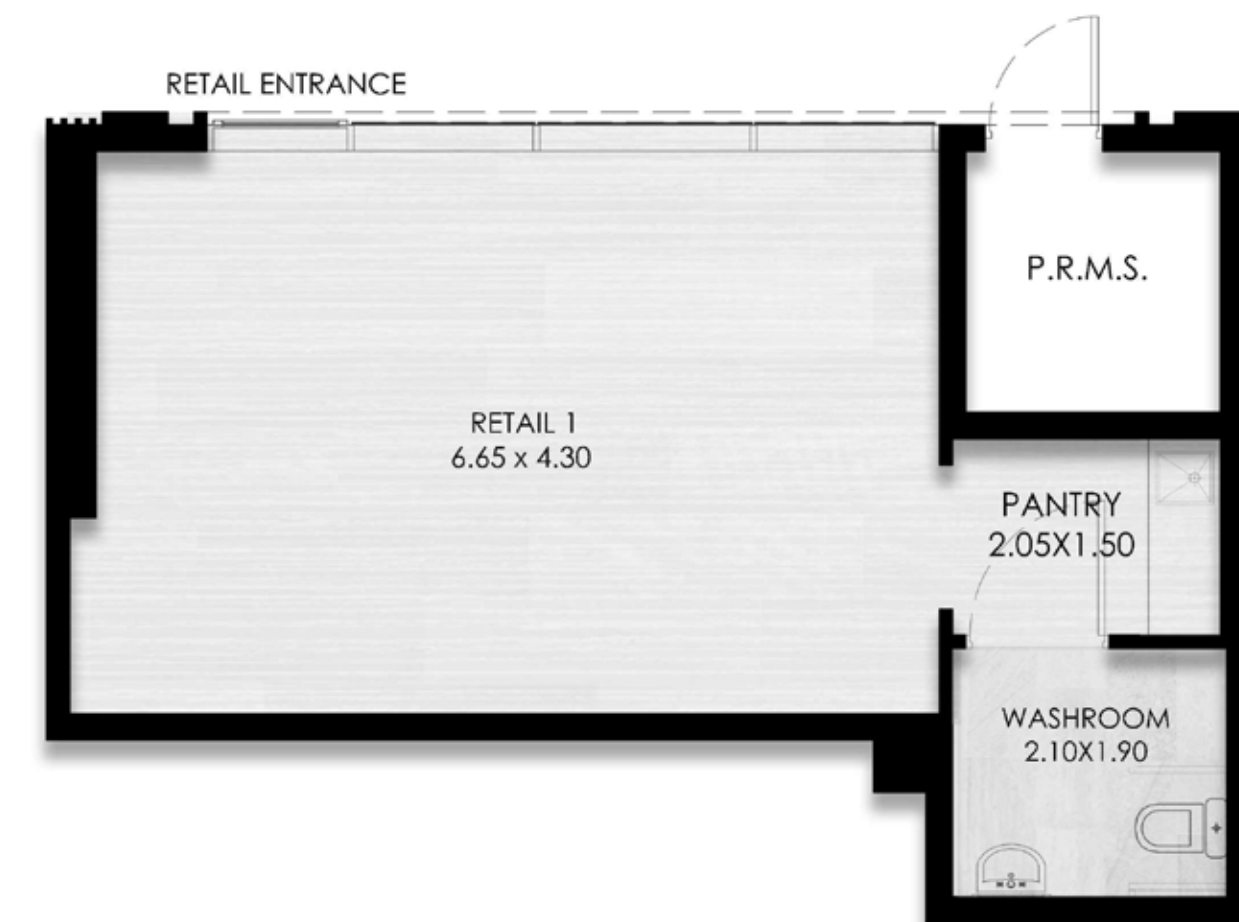 RETAIL ENTRANCE
P.R.M.S.
RETAIL 1
6.65 x 4.30
PANTRY
2.05X1.50
WASHROOM
2.10X1.90